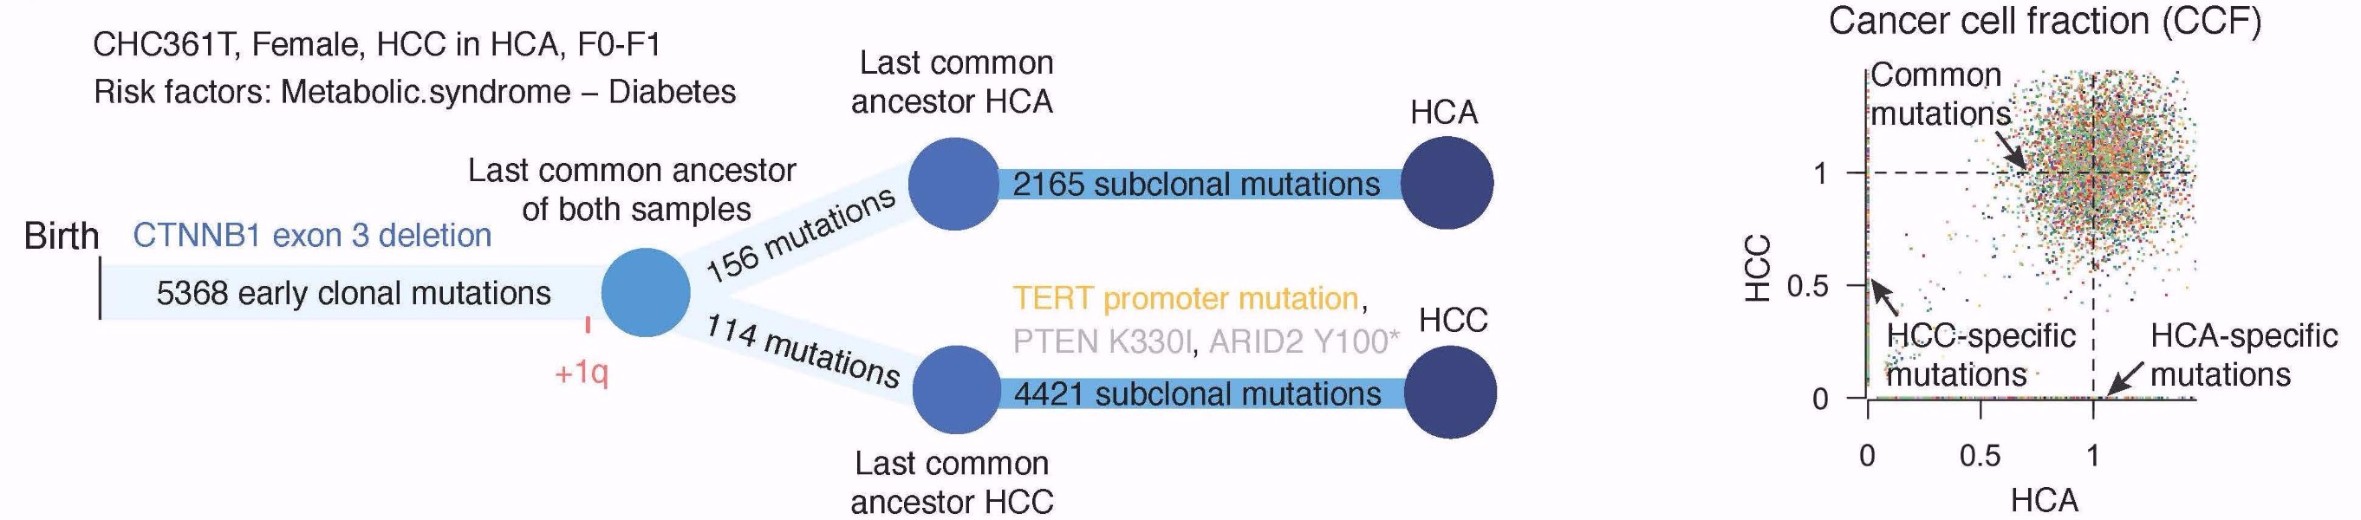 CHC361T, Female, HCC in HCA, F0-F1
Risk factors: Metabolic.syndrome – Diabetes
Birth
CTNNB1 exon 3 deletion
5368 early clonal mutations
+1q
Last common ancestor
of both samples
156 mutations
114 mutations
Last common
ancestor HCA
2165 subclonal mutations
HCA
TERT promoter mutation,
PTEN K330I, ARID2 Y100*
HCC
4421 subclonal mutations
Last common
ancestor HCC
Cancer cell fraction (CCF)
Common
mutations
HCC
1
0.5
0
HCC-specific
mutations
HCA-specific
mutations
0
0.5
1
HCA